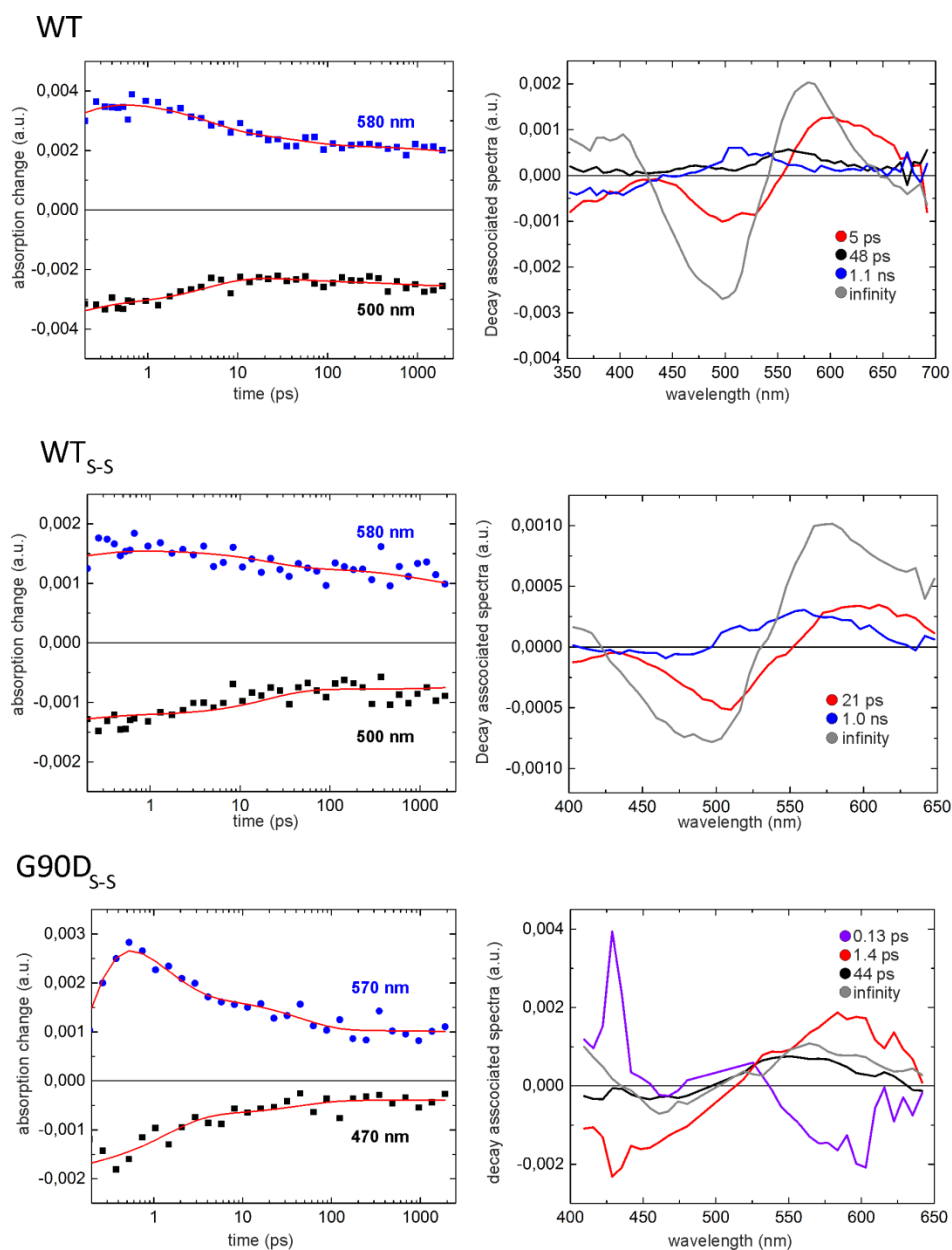 WT
0,004
0,002
0,000
-0,002
-0,004
absorption change (a.u.)
580 nm
500 nm
1
10
100
1000
time (ps)
0,002
0,001
0,000
-0,001
-0,002
-0,003
-0,004
Decay asscociated spectra (a.u.)
5 ps
48 ps
1.1 ns
infinity
350 400 450 500 550 600 650 700
wavelength (nm)
WT S-S
0,002
0,001
0,000
-0,001
-0,002
absorption change (a.u.)
580 nm
500 nm
1
10
100
1000
time (ps)
0,0010
0,0005
0,0000
-0,0005
-0,0010
Decay asscociated spectra (a.u.)
21 ps
1.0 ns
infinity
400 450 500 550 600 650
wavelength (nm)
G90D S-S
0,003
0,002
0,001
0,000
-0,001
-0,002
absorption change (a.u.)
570 nm
470 nm
1
10
100
1000
time (ps)
0,004
0,002
0,000
-0,002
decay asscociated spectra (a.u.)
0.13 ps
1.4 ps
44 ps
infinity
400 450 500 550 600 650
wavelength (nm)